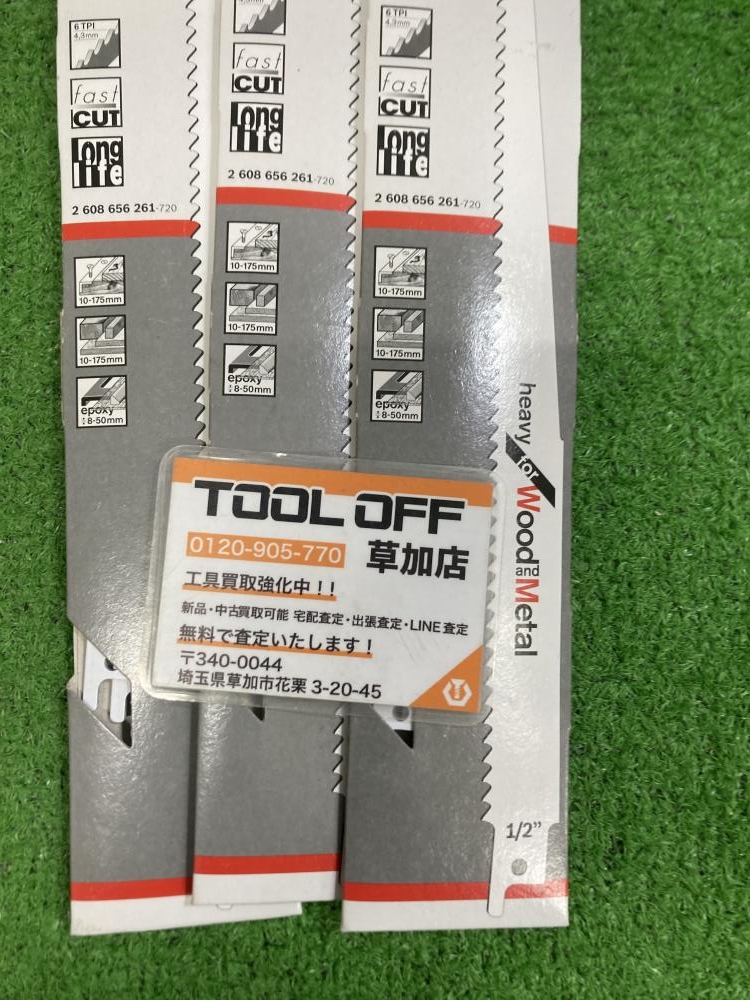 6 TPI
4,3mm
fast
CUT
long
life
2 608 656 261-720
10-175mm
10-175mm
epoxy
8-50mm
4,3mm
fast
CUT
long
life
2 608 656 261-720
10-175mm
10-175mm
epoxy
8-50mm
6 TPI
4,3mm
fast
CUT
long
life
2 608 656 261-720
10-175mm
10-175mm
epoxy
8-50mm
heavy
for
Wood
and
Metal
1/2”
TOOL OFF
0120-905-770 草加店
工具買取強化中！！
新品・中古買取可能 宅配査定・出張査定・LINE査定
無料で査定いたします！
〒340-0044
埼玉県草加市花栗 3-20-45